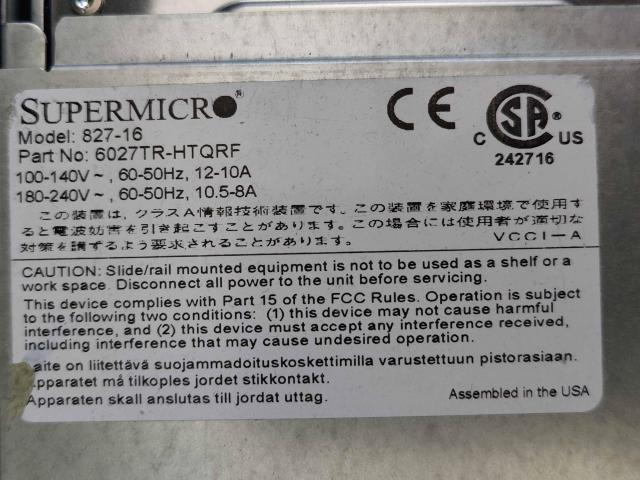 SUPERMICRO®
CE
CSA
C US
242716
Model: 827-16
Part No: 6027TR-HTQRF
100-140V ~ , 60-50Hz, 12-10A
180-240V ~ , 60-50Hz, 10.5-8A
この装置は、クラスA情報技術装置です。この装置を家庭環境で使用す
ると電波妨害を引き起こすことがあります。この場合には使用者が適切な
対策を講ずるよう要求されることがあります。 VCCI-A
CAUTION: Slide/rail mounted equipment is not to be used as a shelf or a
work space. Disconnect all power to the unit before servicing.
This device complies with Part 15 of the FCC Rules. Operation is subject
to the following two conditions: (1) this device may not cause harmful
interference, and (2) this device must accept any interference received,
including interference that may cause undesired operation.
aite on liitettävä suojammadoituskoskettimilla varustettuun pistorasiaan.
Apparatet må tilkoples jordet stikkontakt.
Apparaten skall anslutas till jordat uttag. Assembled in the USA